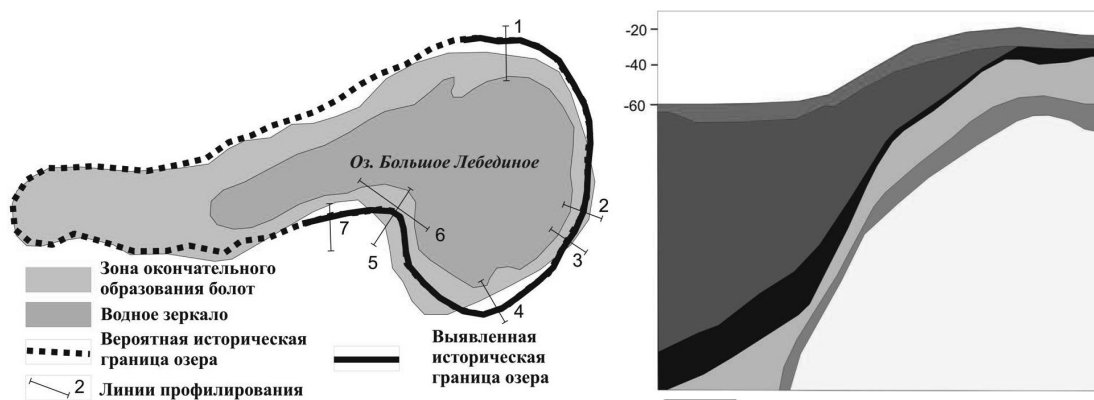 1
Оз. Большое Лебединое
2
3
7
6
5
4
Зона окончательного
образования болот
Водное зеркало
Вероятная историческая
граница озера
2 Линии профилирования
Выявленная
историческая
граница озера
-20
-40
-60